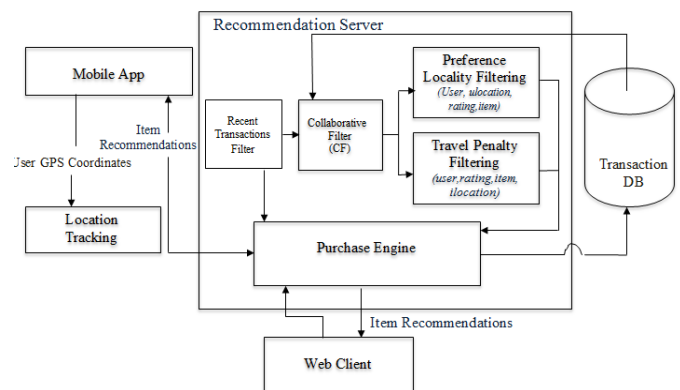 Recommendation Server
Mobile App
Preference
Locality Filtering
(User, ulocation,
rating,item)
Recent
Transactions
Filter
Collaborative
Filter
(CF)
Item
Recommendations
User GPS Coordinates
Travel Penalty
Filtering
(user,rating,item,
ilocation)
Transaction
DB
Location
Tracking
Purchase Engine
Item Recommendations
Web Client